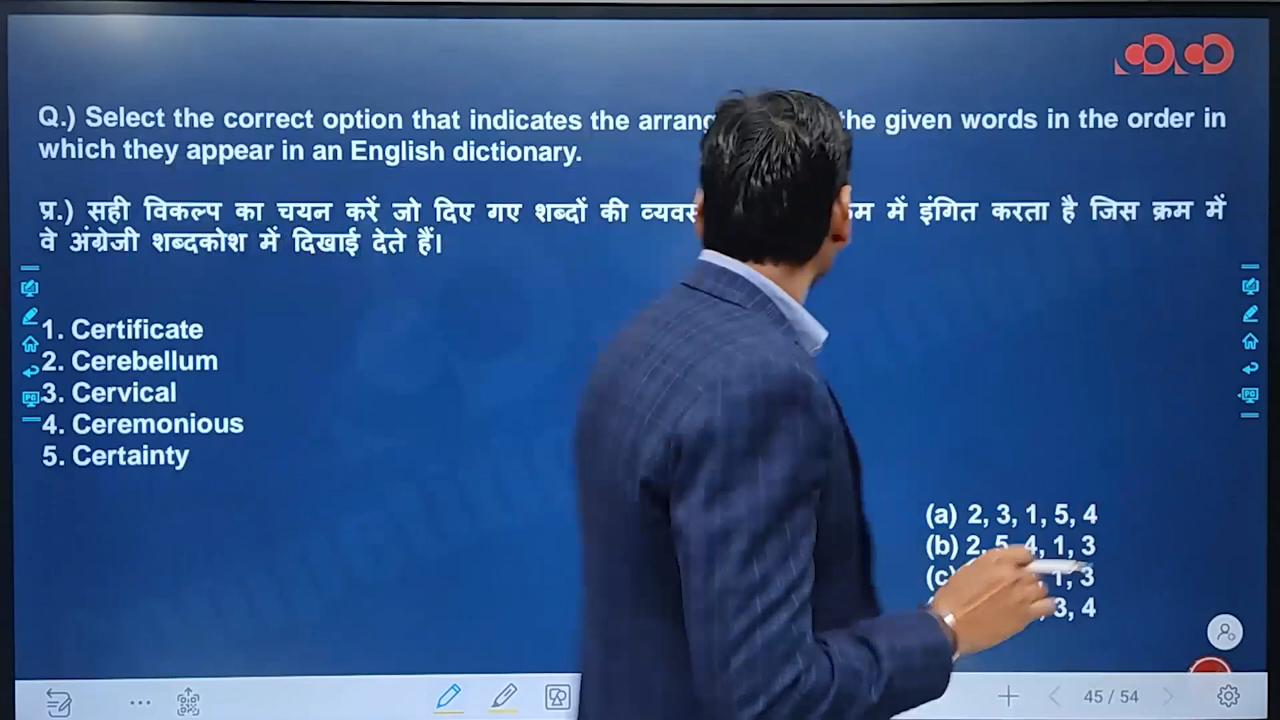 Q.) Select the correct option that indicates the the given words in the order in
which they appear in an English dictionary.
प्र.) सही विकल्प का चयन करें जो दिए गए शब्दों की में इंगित करता है जिस क्रम में
वे अंग्रेजी शब्दकोश में दिखाई देते हैं।
1. Certificate
2. Cerebellum
3. Cervical
4. Ceremonious
5. Certainty
(a) 2, 3, 1, 5, 4
(b) 2, 5, 4, 1, 3
(c) 1, 3
3, 4
45 / 54